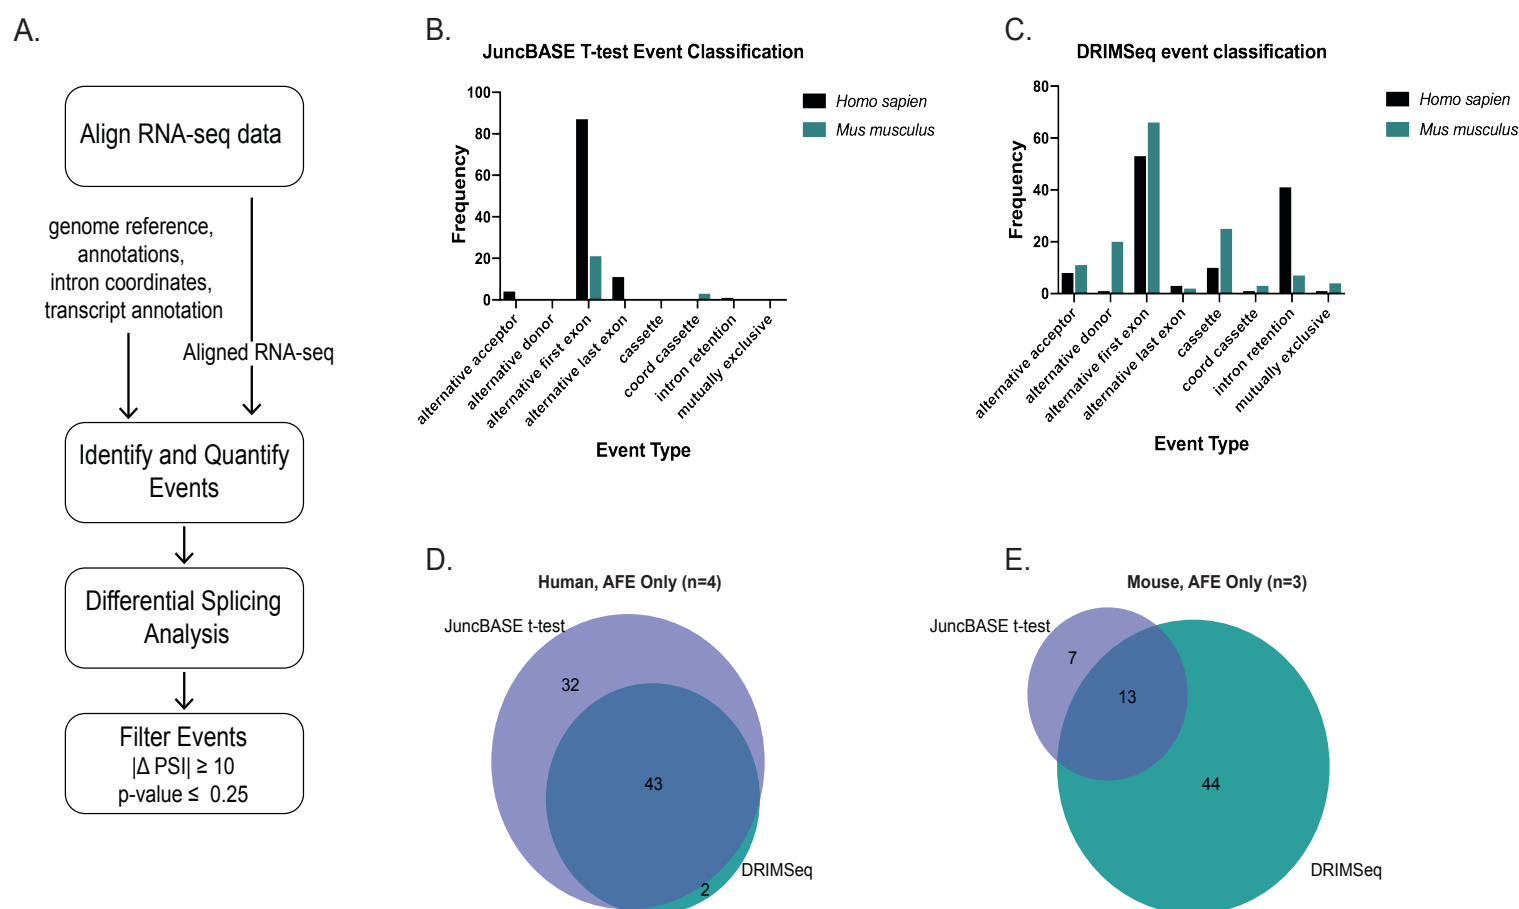 A.
Align RNA-seq data
genome reference,
annotations,
intron coordinates,
transcript annotation
Aligned RNA-seq
Identify and Quantify
Events
Differential Splicing
Analysis
Filter Events
|Δ PSI| ≥ 10
p-value ≤ 0.25
B.
JuncBASE T-test Event Classification
Frequency
100
80
60
40
20
0
alternative acceptor
alternative donor
alternative first exon
alternative last exon
cassette
coord cassette
intron retention
mutually exclusive
Event Type
Homo sapien
Mus musculus
C.
DRIMSeq event classification
Frequency
80
60
40
20
0
alternative acceptor
alternative donor
alternative first exon
alternative last exon
cassette
coord cassette
intron retention
mutually exclusive
Event Type
Homo sapien
Mus musculus
D.
Human, AFE Only (n=4)
JuncBASE t-test
32
43
2
DRIMSeq
E.
Mouse, AFE Only (n=3)
JuncBASE t-test
7
13
44
DRIMSeq